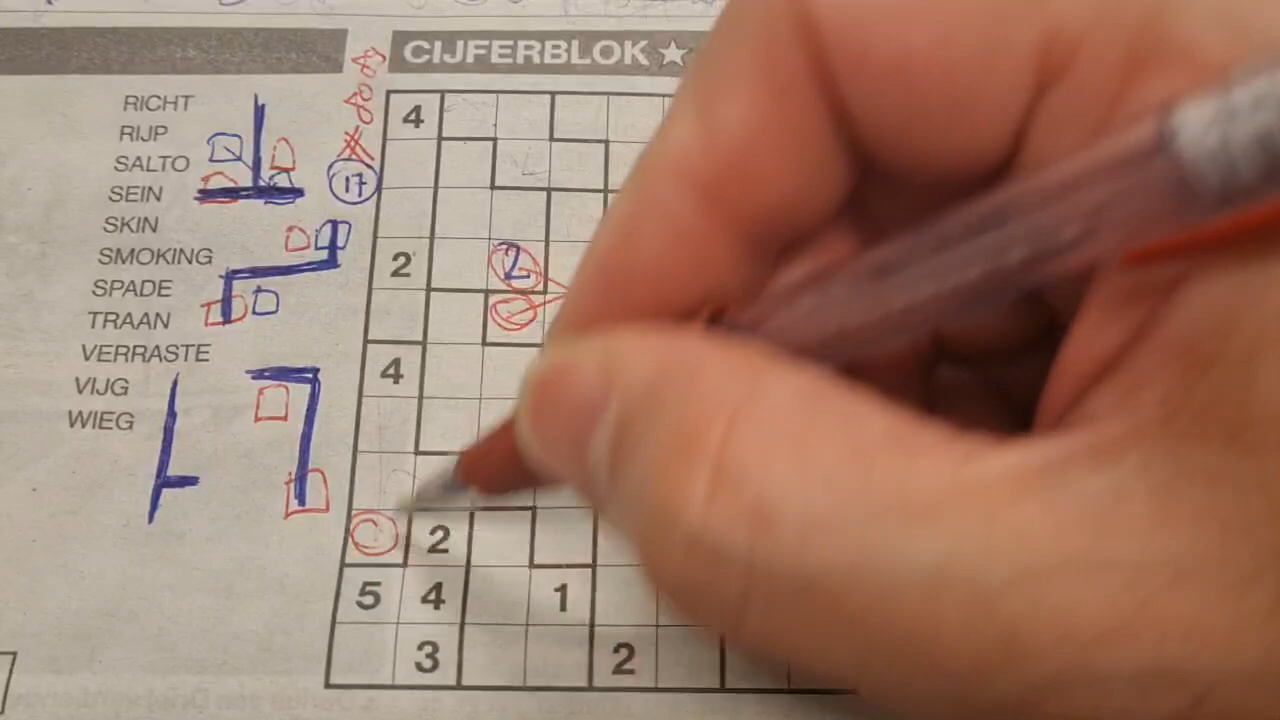 CIJFERBLOK ★
RICHT
RIJP
SALTO
SEIN
SKIN
SMOKING
SPADE
TRAAN
VERRASTE
VIJG
WIEG
17
4
2 2
4
2
5 4 1
3 2